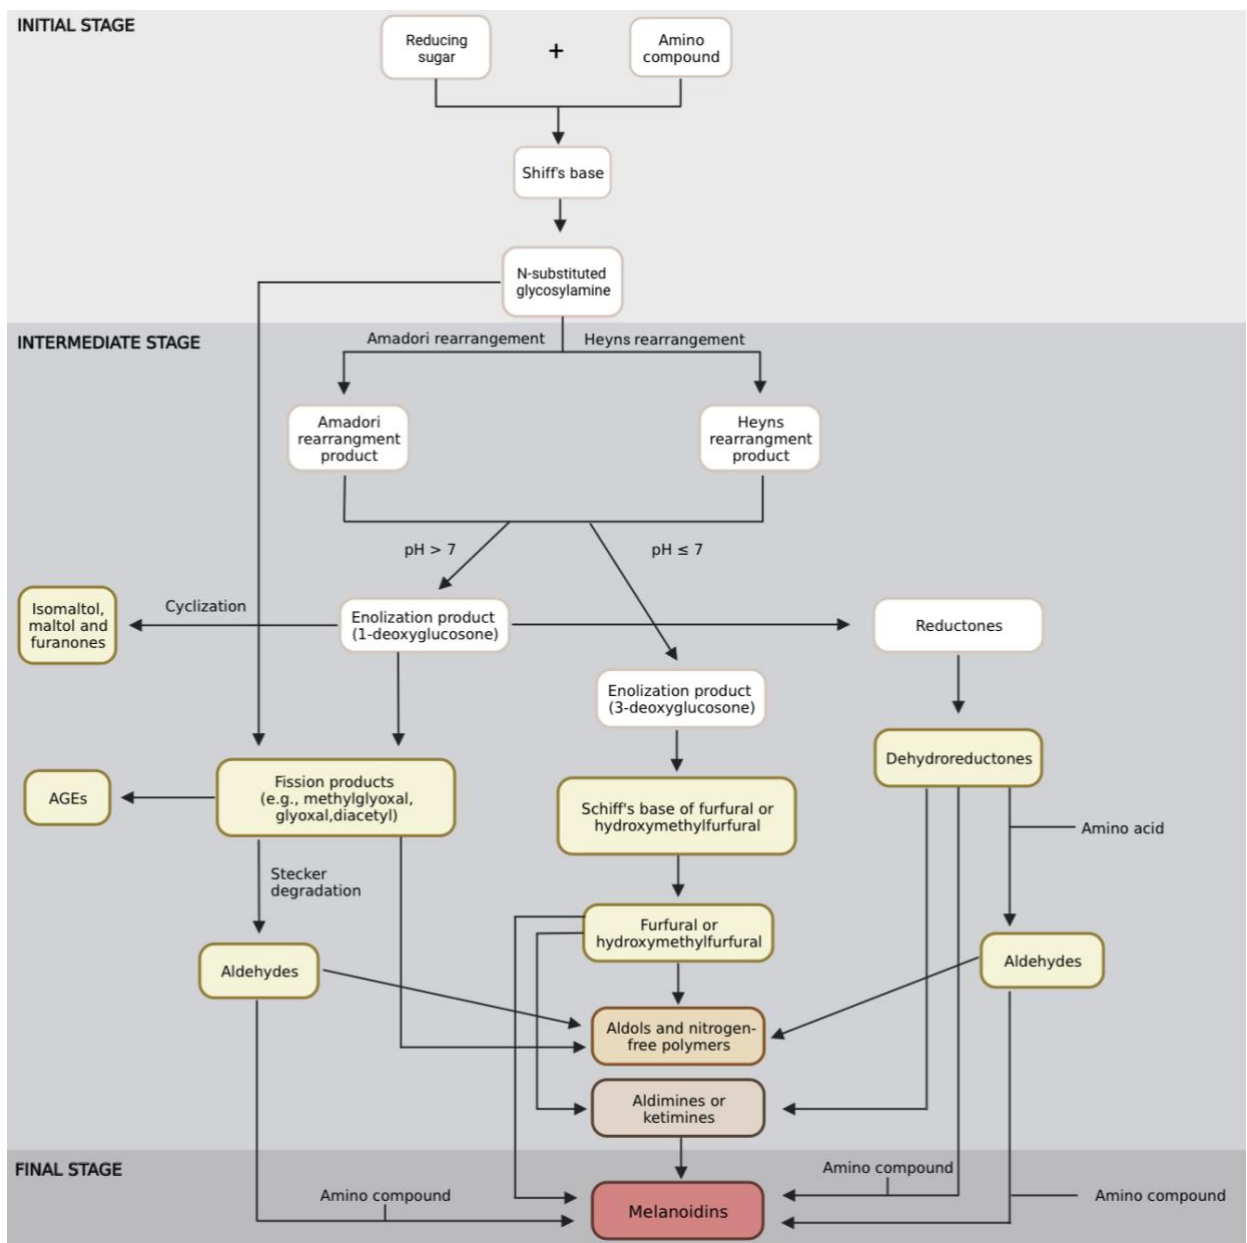 INITIAL STAGE
Reducing
sugar
+
Amino
compound
Shiff's base
N-substituted
glycosylamine
INTERMEDIATE STAGE
Amadori rearrangement
Heyns rearrangement
Amadori
rearrangment
product
Heyns
rearrangment
product
pH > 7
pH ≤ 7
Isomaltol,
maltol and
furanones
Cyclization
Enolization product
(1-deoxyglucosone)
Reductones
Enolization product
(3-deoxyglucosone)
Dehydroreductones
AGEs
Fission products
(e.g., methylglyoxal,
glyoxal,diacetyl)
Schiff's base of furfural or
hydroxymethylfurfural
Amino acid
Stecker
degradation
Furfural or
hydroxymethylfurfural
Aldehydes
Aldehydes
Aldols and nitrogen-
free polymers
Aldimines or
ketimines
FINAL STAGE
Amino compound
Amino compound
Amino compound
Melanoidins